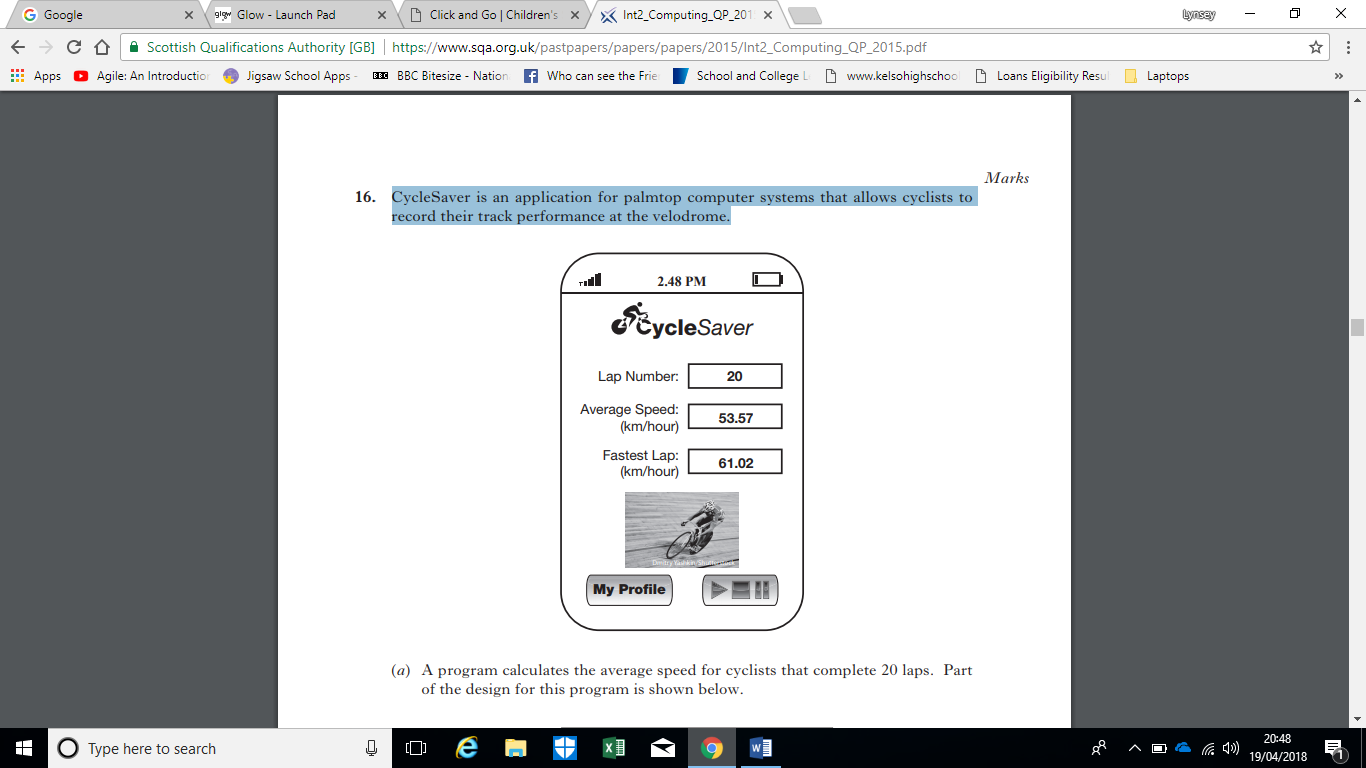 Google
Glow - Launch Pad
Click and Go | Children's
Int2_Computing_QP_201
Lynsey
Scottish Qualifications Authority [GB] | https://www.sqa.org.uk/pastpapers/papers/papers/2015/Int2_Computing_QP_2015.pdf
Apps
Agile: An Introduction
Jigsaw School Apps -
BBC BBC Bitesize - Nation
Who can see the Frie
School and College L
www.kelsohighschoo
Loans Eligibility Resul
Laptops
Marks
16. CycleSaver is an application for palmtop computer systems that allows cyclists to
record their track performance at the velodrome.
2.48 PM
CycleSaver
Lap Number: 20
Average Speed: 53.57
(km/hour)
Fastest Lap: 61.02
(km/hour)
My Profile
(a) A program calculates the average speed for cyclists that complete 20 laps. Part
of the design for this program is shown below.
Type here to search
20:48
19/04/2018
1